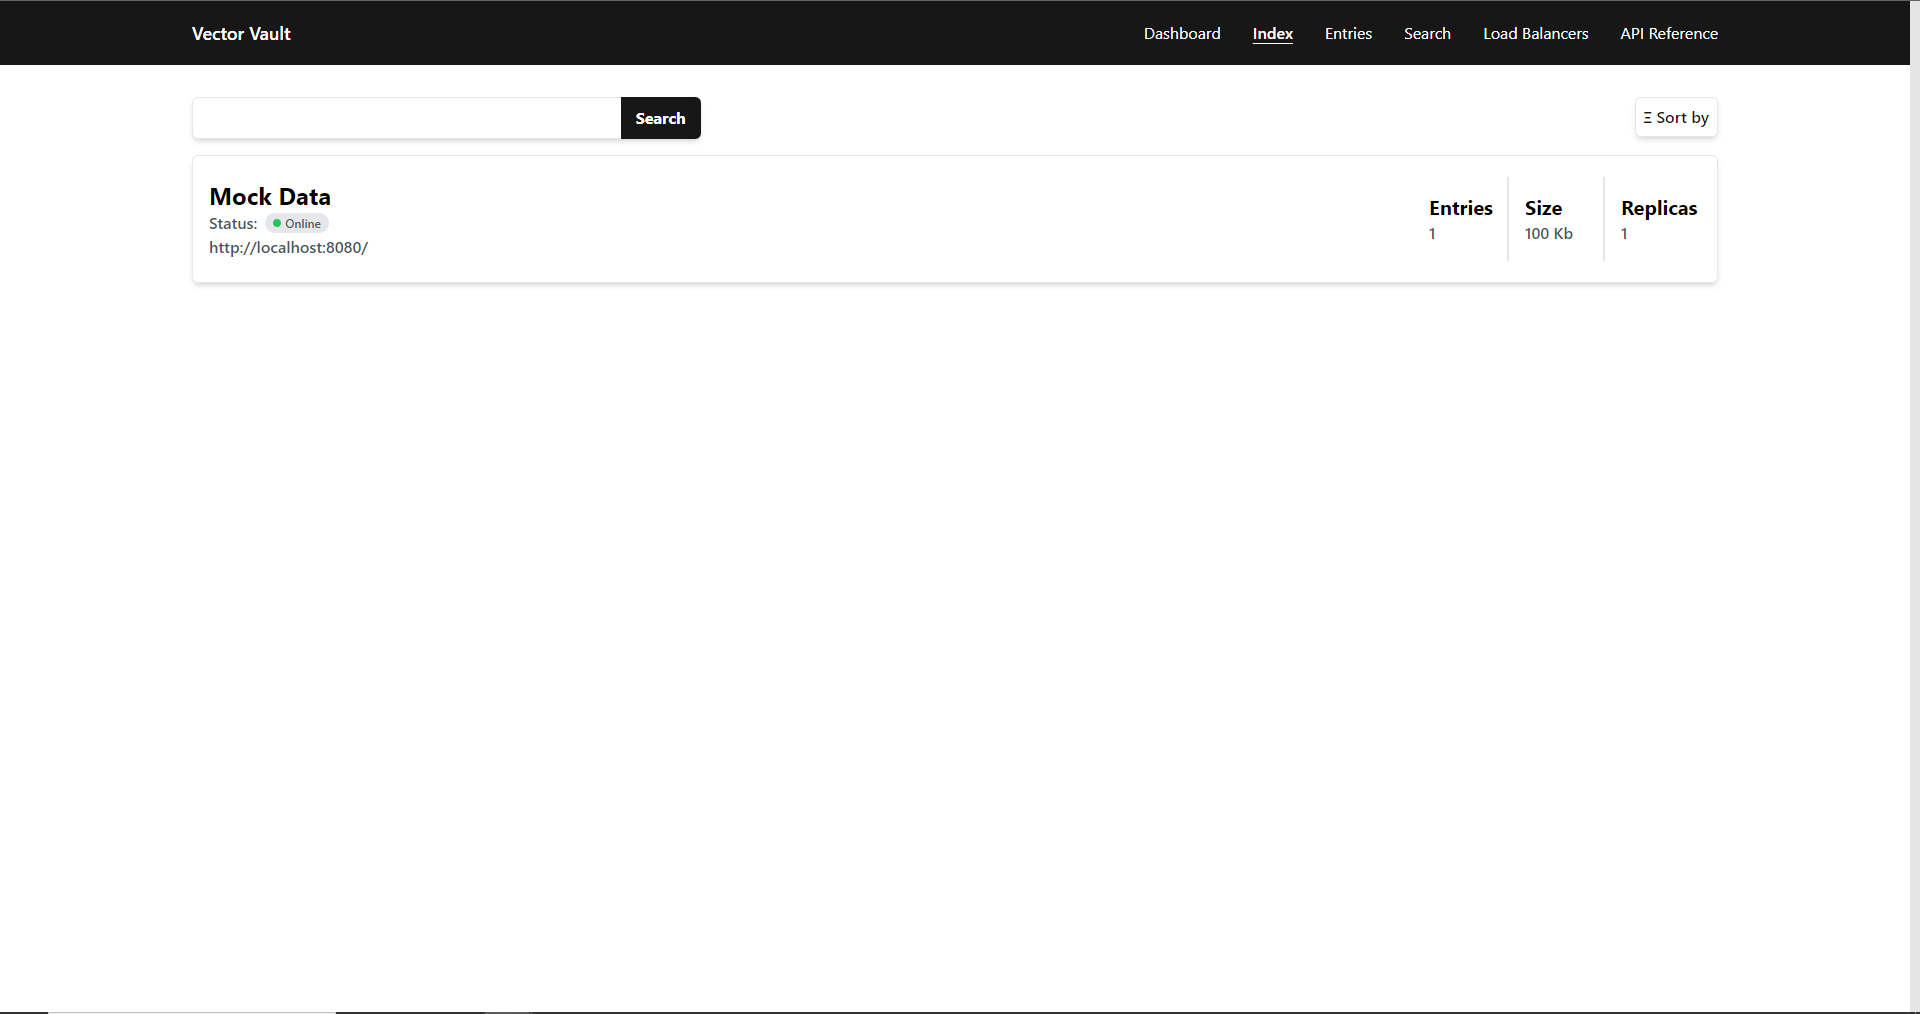 Vector Vault
Dashboard Index Entries Search Load Balancers API Reference
Search
Ξ Sort by
Mock Data
Status: Online
http://localhost:8080/
Entries
1
Size
100 Kb
Replicas
1